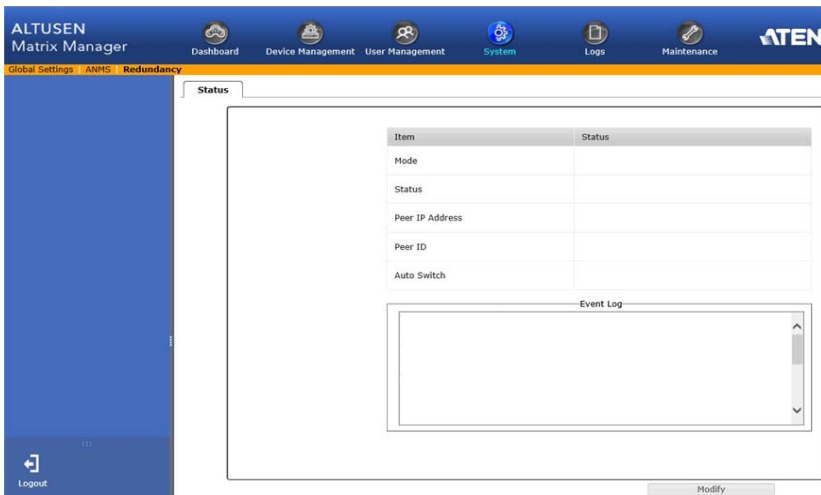 ALTUSEN
Matrix Manager
Dashboard
Device Management
User Management
System
Logs
Maintenance
ATEN
Global Settings
ANMS
Redundancy
Status
Item
Status
Mode
Status
Peer IP Address
Peer ID
Auto Switch
Event Log
Logout
Modify